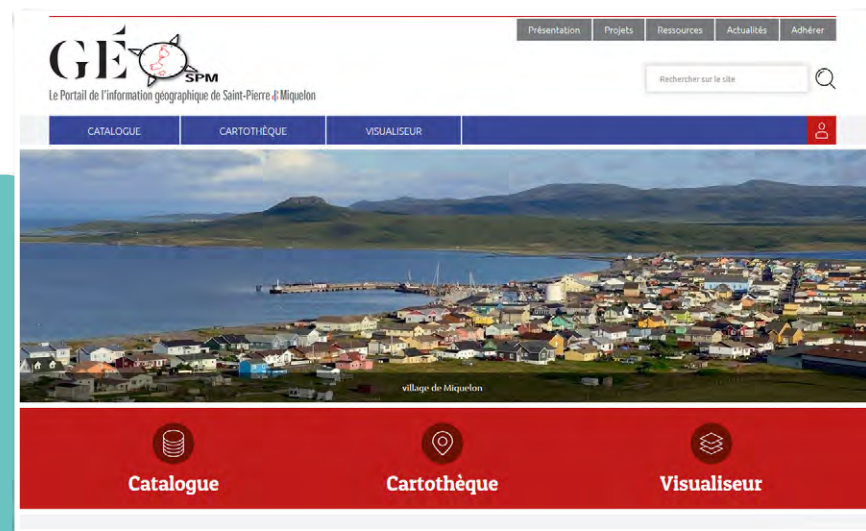 Présentation Projets Ressources Actualités Adhérer
GÉO
SPM
Le Portail de l'information géographique de Saint-Pierre & Miquelon
Rechercher sur le site
CATALOGUE CARTOTHÈQUE VISUALISEUR
village de Miquelon
Catalogue Cartothèque Visualiseur